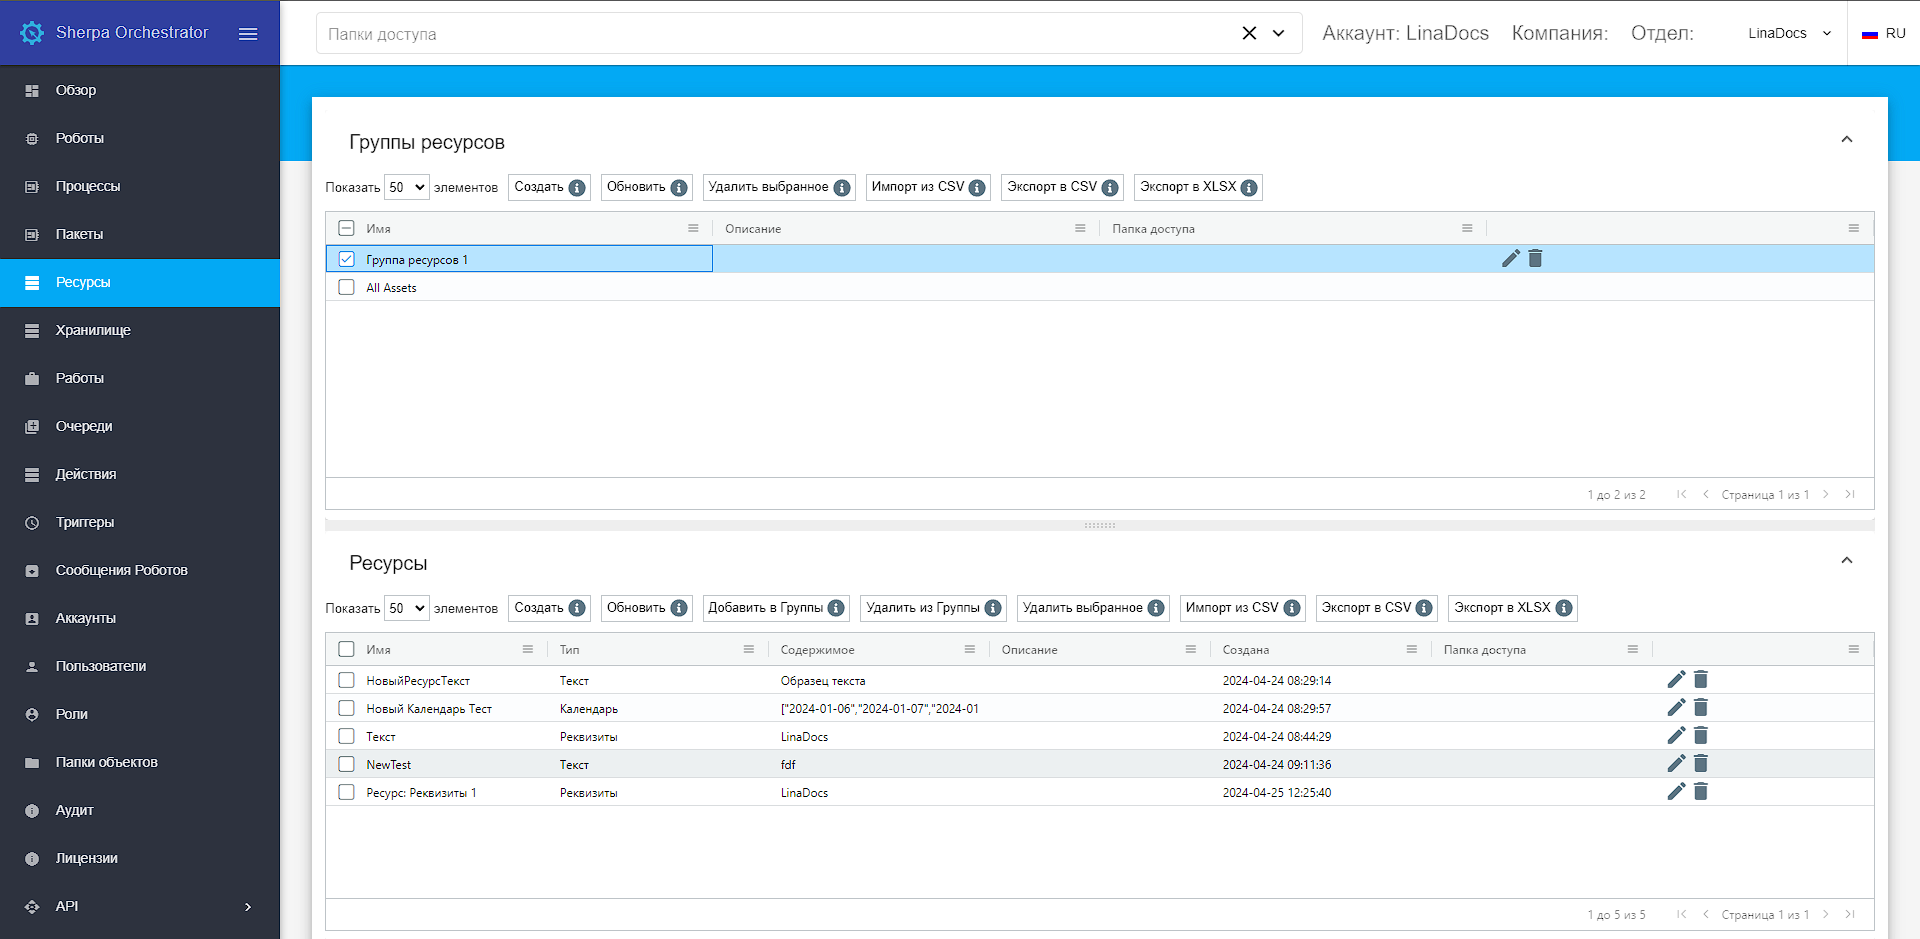 Sherpa Orchestrator
Папки доступа
Аккаунт: LinaDocs Компания: Отдел:
LinaDocs
RU
Обзор
Роботы
Процессы
Пакеты
Ресурсы
Хранилище
Работы
Очереди
Действия
Триггеры
Сообщения Роботов
Аккаунты
Пользователи
Роли
Папки объектов
Аудит
Лицензии
API
Группы ресурсов
Показать 50 элементов Создать Обновить Удалить выбранное Импорт из CSV Экспорт в CSV Экспорт в XLSX
Имя Описание Папка доступа
Группа ресурсов 1
All Assets
1 до 2 из 2 Страница 1 из 1
Ресурсы
Показать 50 элементов Создать Обновить Добавить в Группы Удалить из Группы Удалить выбранное Импорт из CSV Экспорт в CSV Экспорт в XLSX
Имя Тип Содержимое Описание Создана Папка доступа
НовыйРесурсТекст Текст Образец текста 2024-04-24 08:29:14
Новый Календарь Тест Календарь ["2024-01-06","2024-01-07","2024-01 2024-04-24 08:29:57
Текст Реквизиты LinaDocs 2024-04-24 08:44:29
NewTest Текст fdf 2024-04-24 09:11:36
Ресурс: Реквизиты 1 Реквизиты LinaDocs 2024-04-25 12:25:40
1 до 5 из 5 Страница 1 из 1